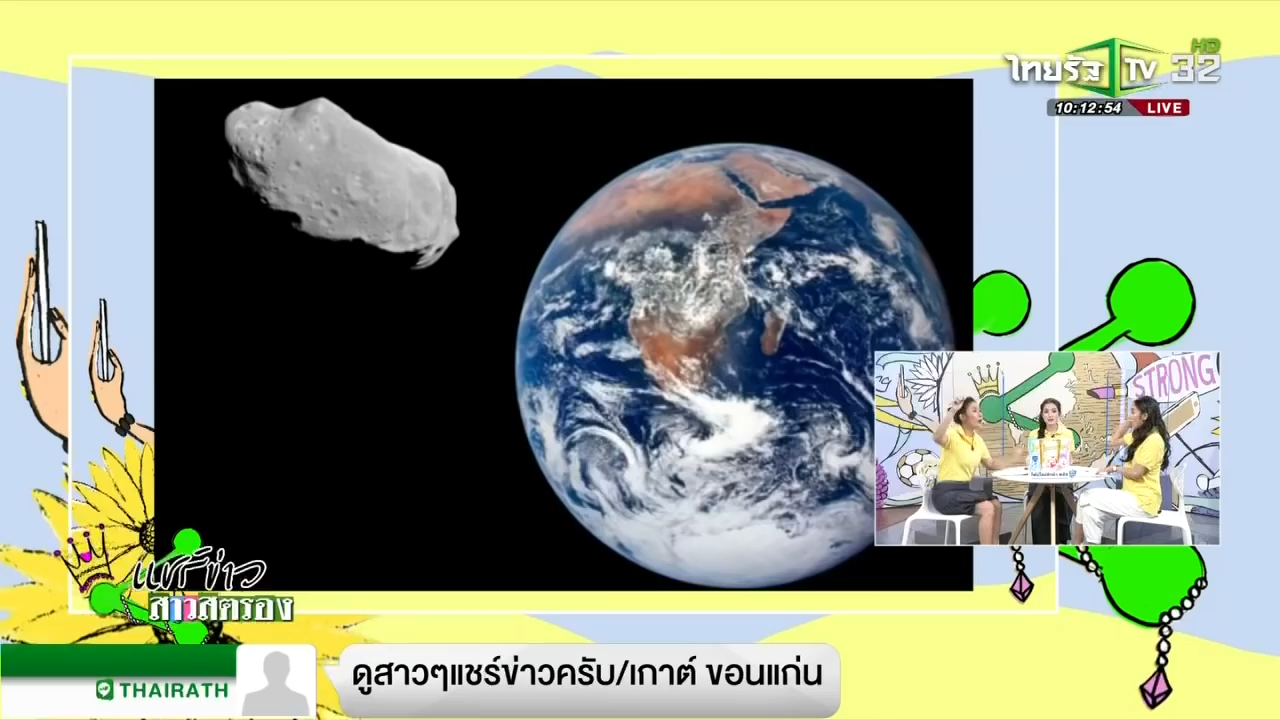 HD
ไทยรัฐ TV 32
10:12:54 LIVE
STRONG
แชร์ข่าว
สาวสตรอง
THAIRATH
ดูสาวๆแชร์ข่าวครับ/เกาต์ ขอนแก่น